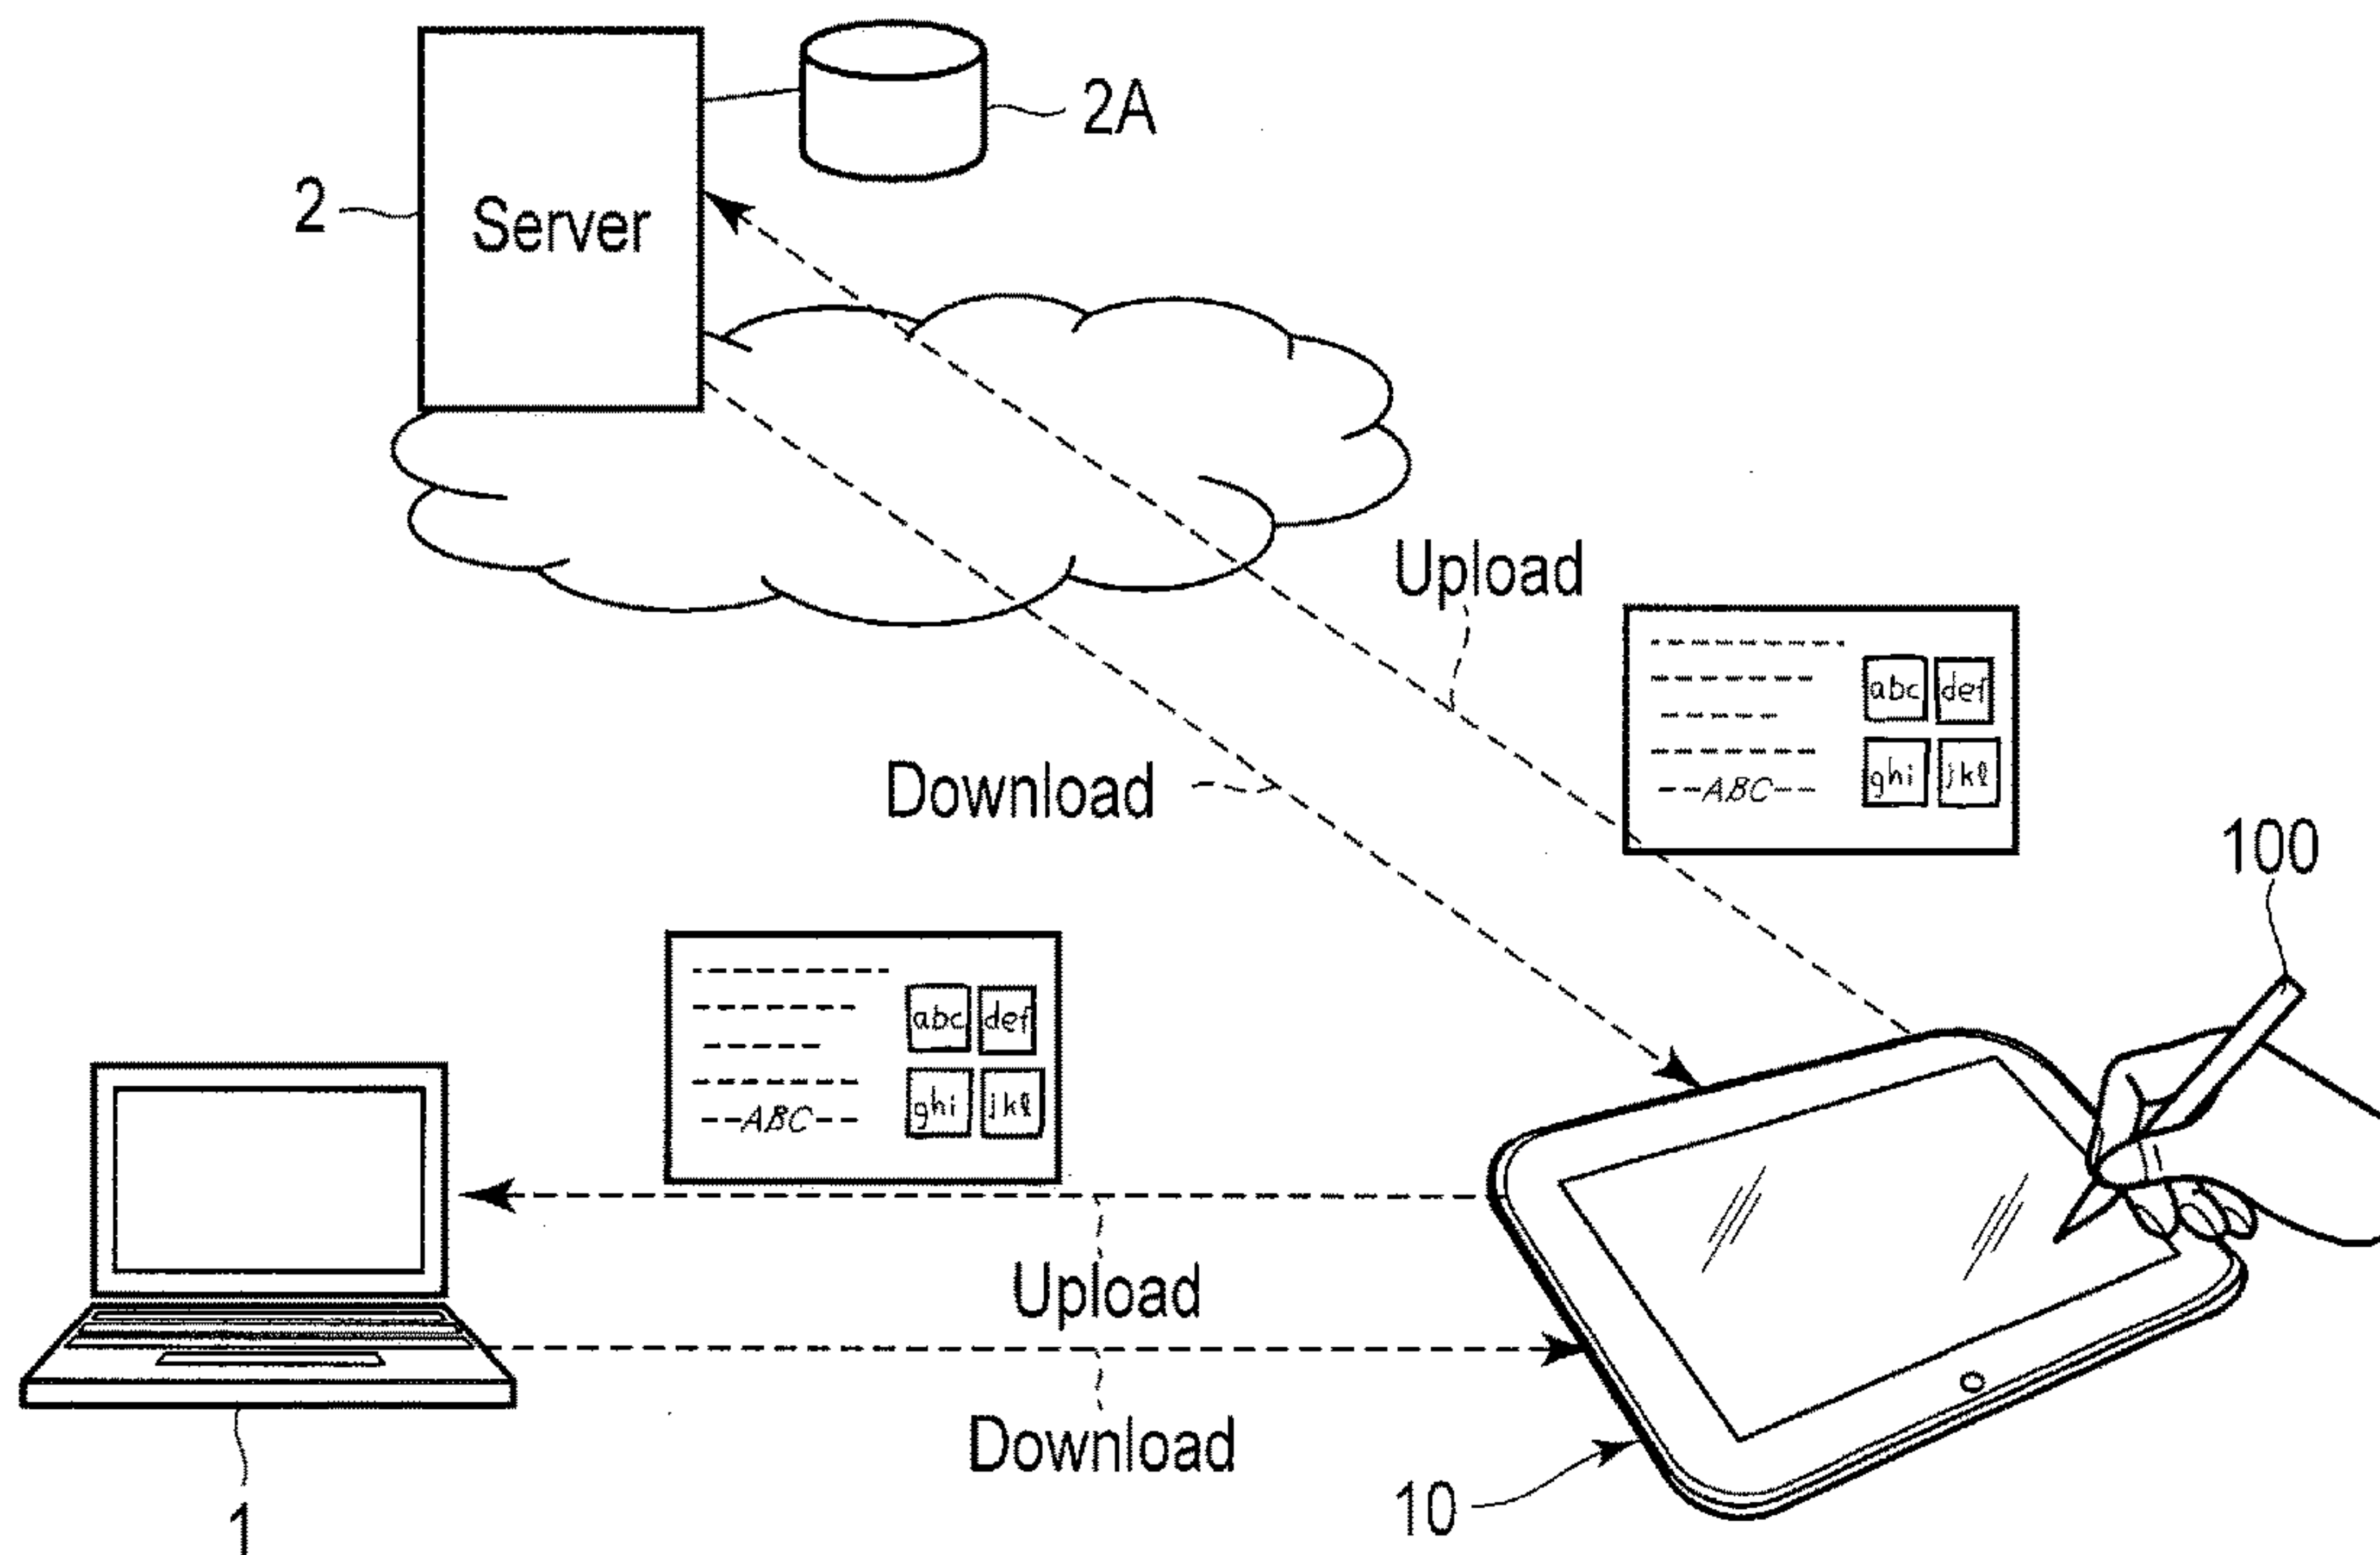 2A
2
Server
Upload
abc def
ghi jkl
--ABC--
Download
100
abc def
ghi jkl
--ABC--
Upload
Download
10
1